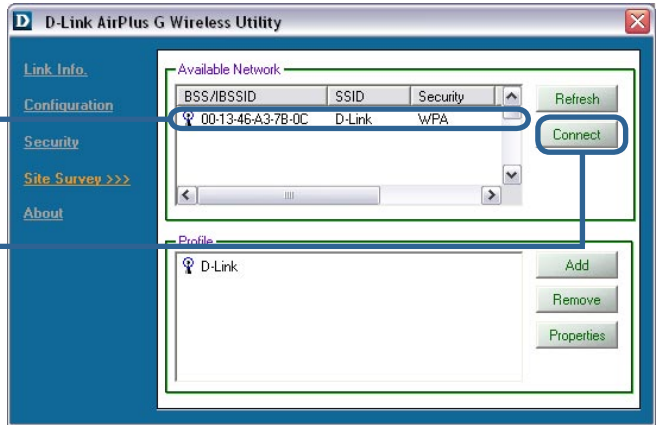 D D-Link AirPlus G Wireless Utility
Link Info.
Configuration
Security
Site Survey >>>
About
Available Network
BSS/IBSSID SSID Security
00-13-46-A3-7B-0C D-Link WPA
Refresh
Connect
Profile
D-Link
Add
Remove
Properties